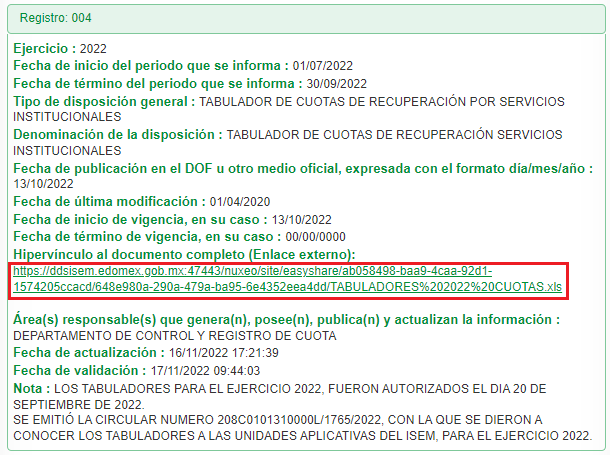 Registro: 004
Ejercicio : 2022
Fecha de inicio del periodo que se informa : 01/07/2022
Fecha de término del periodo que se informa : 30/09/2022
Tipo de disposición general : TABULADOR DE CUOTAS DE RECUPERACIÓN POR SERVICIOS
INSTITUCIONALES
Denominación de la disposición : TABULADOR DE CUOTAS DE RECUPERACIÓN SERVICIOS
INSTITUCIONALES
Fecha de publicación en el DOF u otro medio oficial, expresada con el formato día/mes/año :
13/10/2022
Fecha de última modificación : 01/04/2020
Fecha de inicio de vigencia, en su caso : 13/10/2022
Fecha de término de vigencia, en su caso : 00/00/0000
Hipervínculo al documento completo (Enlace externo):
https://ddsisem.edomex.gob.mx:47443/nuxeo/site/easyshare/ab058498-baa9-4caa-92d1-
1574205ccacd/648e980a-290a-479a-ba95-6e4352eea4dd/TABULADORES%202022%20CUOTAS.xls
Área(s) responsable(s) que genera(n), posee(n), publica(n) y actualizan la información :
DEPARTAMENTO DE CONTROL Y REGISTRO DE CUOTA
Fecha de actualización : 16/11/2022 17:21:39
Fecha de validación : 17/11/2022 09:44:03
Nota : LOS TABULADORES PARA EL EJERCICIO 2022, FUERON AUTORIZADOS EL DIA 20 DE
SEPTIEMBRE DE 2022.
SE EMITIÓ LA CIRCULAR NUMERO 208C0101310000L/1765/2022, CON LA QUE SE DIERON A
CONOCER LOS TABULADORES A LAS UNIDADES APLICATIVAS DEL ISEM, PARA EL EJERCICIO 2022.